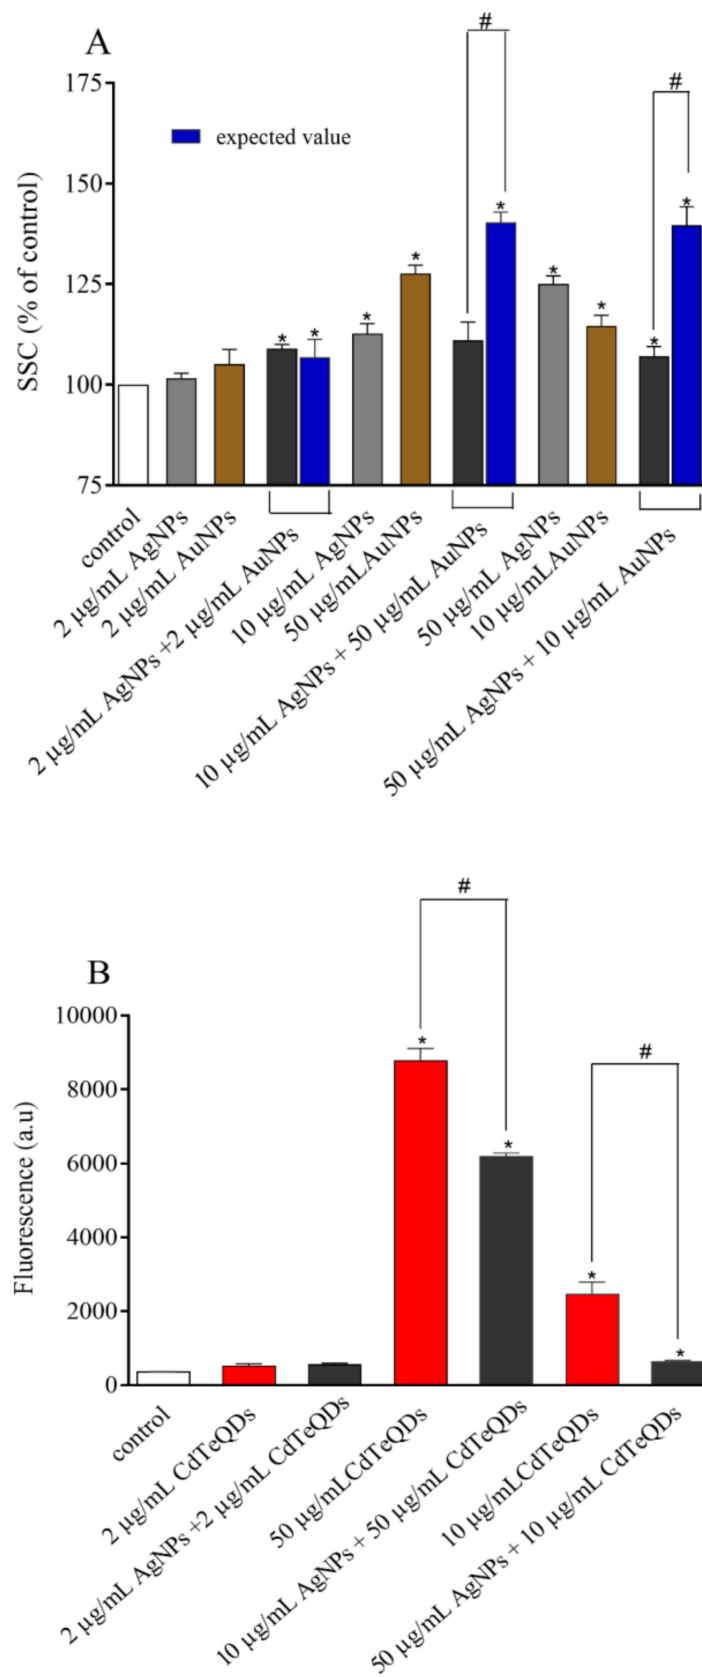 A
#
#
175
expected value
150
125
100
75
SSC (% of control)
* * * * * * * * *
control
2 µg/mL AgNPs
2 µg/mL AuNPs
2 µg/mL AgNPs +2 µg/mL AuNPs
10 µg/mL AgNPs
50 µg/mLAuNPs
10 µg/mL AgNPs + 50 µg/mL AuNPs
50 µg/mL AgNPs
10 µg/mLAuNPs
50 µg/mL AgNPs + 10 µg/mL AuNPs
B
#
#
10000
8000
6000
4000
2000
0
Fluorescence (a.u)
* * * *
control
2 µg/mL CdTeQDs
2 µg/mL AgNPs +2 µg/mL CdTeQDs
50 µg/mLCdTeQDs
10 µg/mL AgNPs + 50 µg/mL CdTeQDs
10 µg/mLCdTeQDs
50 µg/mL AgNPs + 10 µg/mL CdTeQDs